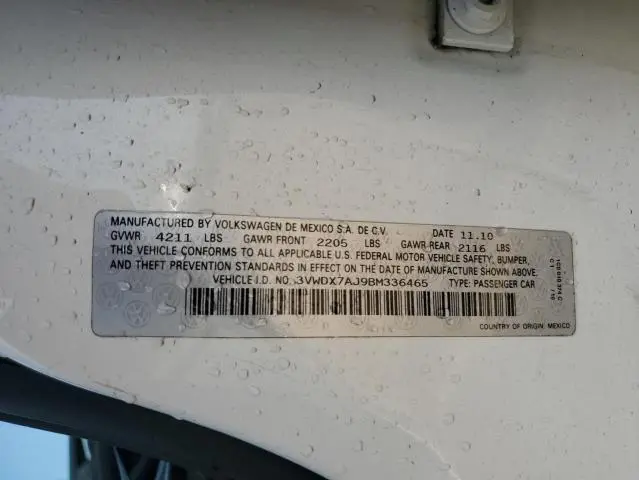 MANUFACTURED BY VOLKSWAGEN DE MEXICO S.A. DE C.V. DATE 11.10
GVWR 4211 LBS GAWR FRONT 2205 LBS GAWR REAR 2116 LBS
THIS VEHICLE CONFORMS TO ALL APPLICABLE U.S. FEDERAL MOTOR VEHICLE SAFETY, BUMPER,
AND THEFT PREVENTION STANDARDS IN EFFECT ON THE DATE OF MANUFACTURE SHOWN ABOVE.
VEHICLE I.D. NO. 3VWDX7AJ9BM336465 TYPE: PASSENGER CAR
COUNTRY OF ORIGIN MEXICO